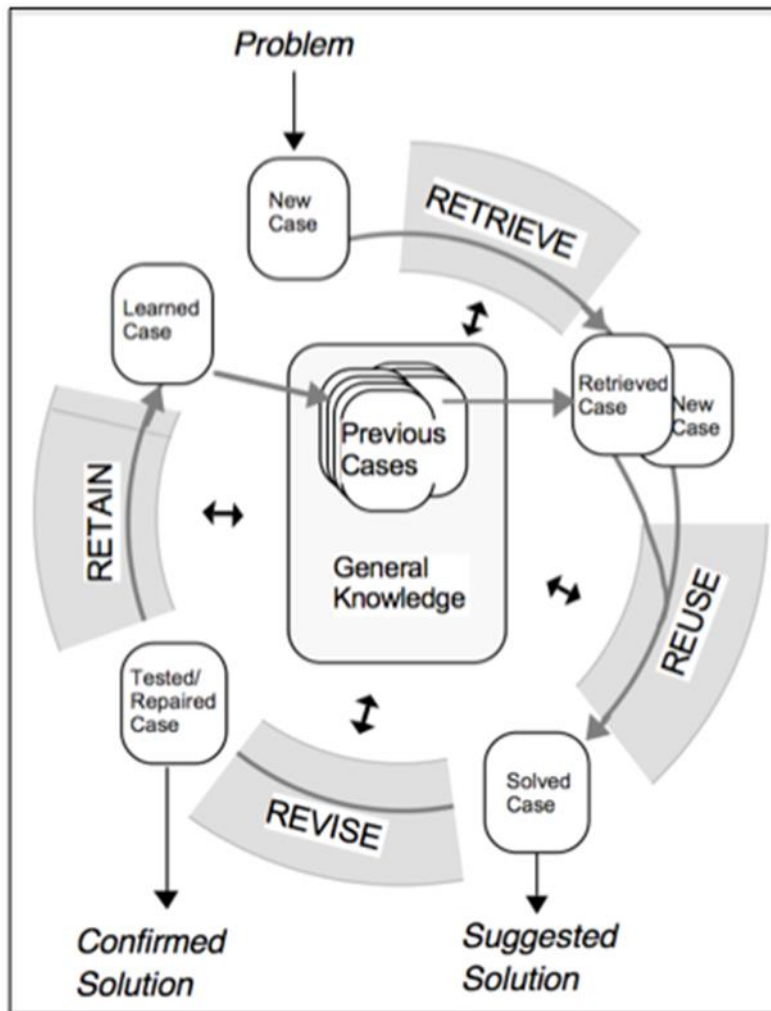 Problem
New
Case
RETRIEVE
Learned
Case
Retrieved
Case
New
Case
Previous
Cases
RETAIN
General
Knowledge
REUSE
Tested/
Repaired
Case
REVISE
Solved
Case
Confirmed
Solution
Suggested
Solution